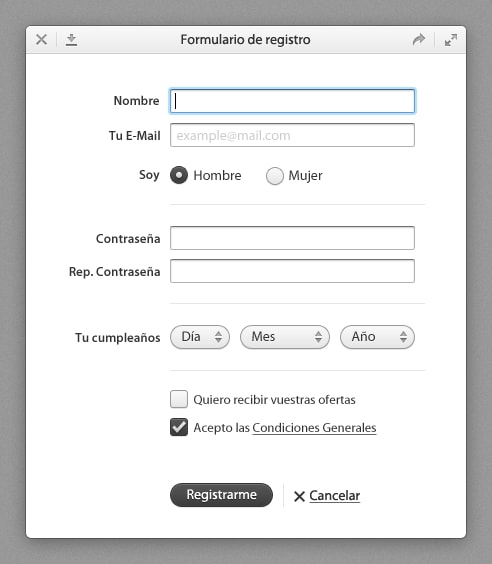 Formulario de registro
Nombre
Tu E-Mail example@mail.com
Soy Hombre Mujer
Contraseña
Rep. Contraseña
Tu cumpleaños Día Mes Año
Quiero recibir vuestras ofertas
Acepto las Condiciones Generales
Registrarme Cancelar